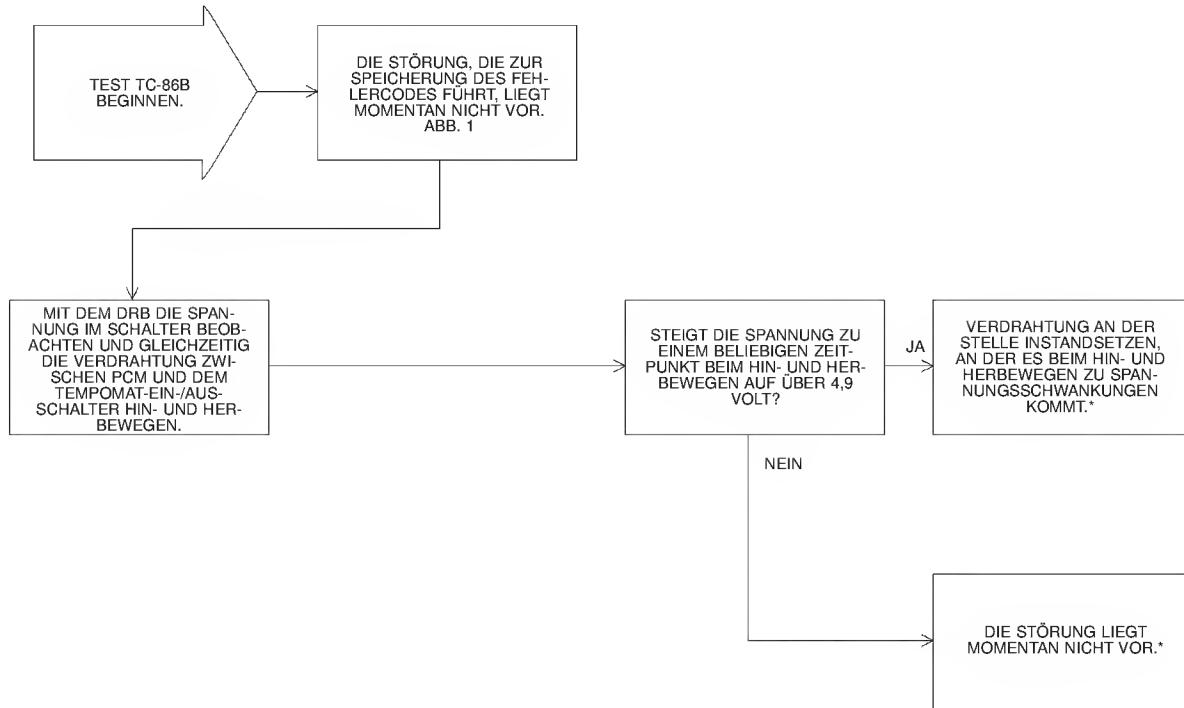 TEST TC-86B
BEGINNEN.
DIE STÖRUNG, DIE ZUR
SPEICHERUNG DES FEH-
LERCODES FÜHRT, LIEGT
MOMENTAN NICHT VOR.
ABB. 1
MIT DEM DRB DIE SPAN-
NUNG IM SCHALTER BEOB-
ACHTEN UND GLEICHZEITIG
DIE VERDRAHTUNG ZWI-
SCHEN PCM UND DEM
TEMPOMAT-EIN-/AUS-
SCHALTER HIN- UND HER-
BEWEGEN.
STEIGT DIE SPANNUNG ZU
EINEM BELIEBIGEN ZEIT-
PUNKT BEIM HIN- UND HER-
BEWEGEN AUF ÜBER 4,9
VOLT?
JA
VERDRAHTUNG AN DER
STELLE INSTANDSETZEN,
AN DER ES BEIM HIN- UND
HERBEWEGEN ZU SPAN-
NUNGSSCHWANKUNGEN
KOMMT.*
NEIN
DIE STÖRUNG LIEGT
MOMENTAN NICHT VOR.*